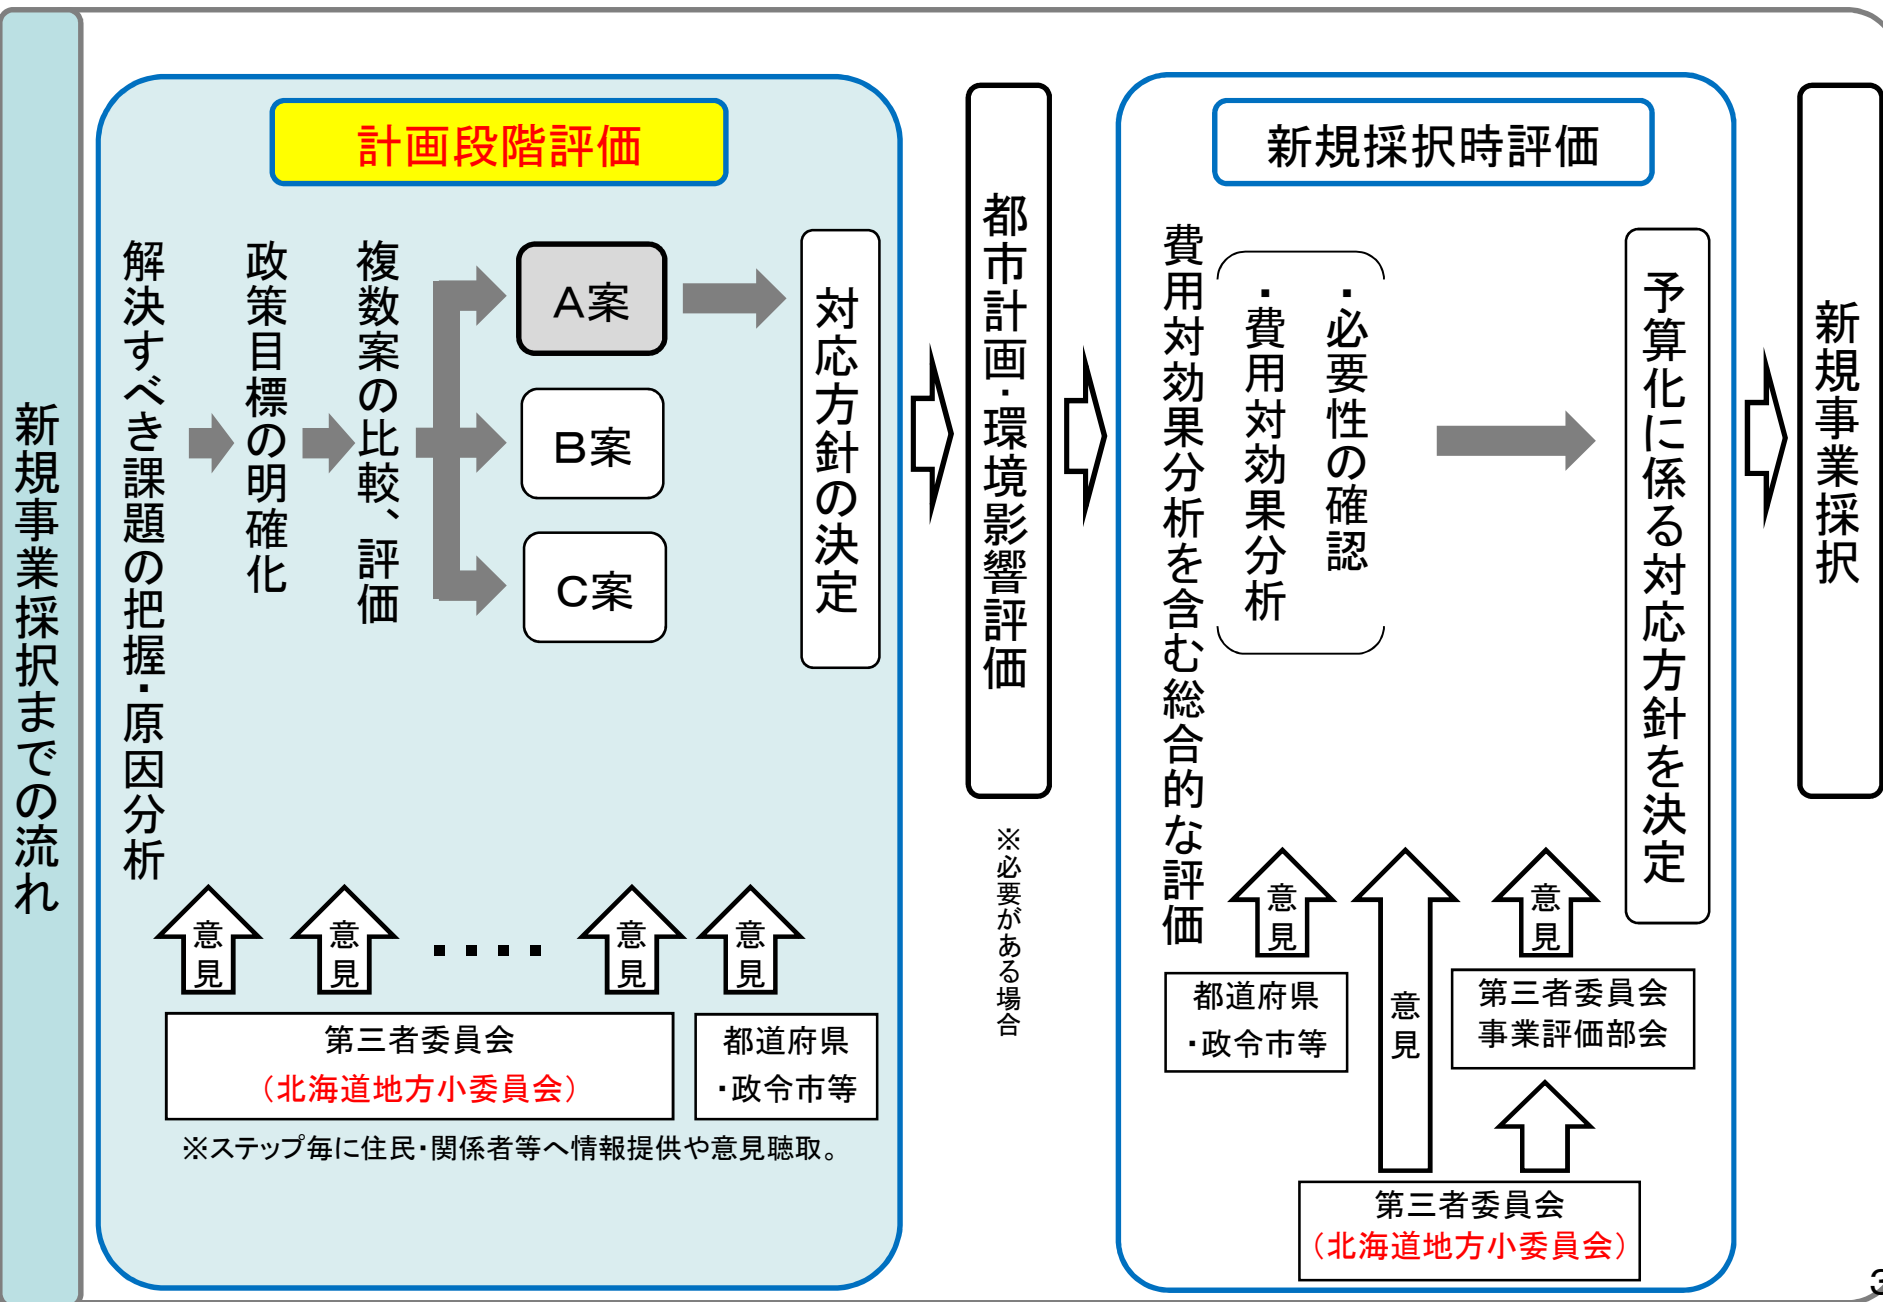 新規事業採択までの流れ
計画段階評価
解決すべき課題の把握・原因分析
政策目標の明確化
複数案の比較、評価
A案
B案
C案
対応方針の決定
意見
意見
････
意見
意見
第三者委員会
（北海道地方小委員会）
都道府県
・政令市等
※ステップ毎に住民・関係者等へ情報提供や意見聴取。
都市計画・環境影響評価
※必要がある場合
新規採択時評価
費用対効果分析を含む総合的な評価
・必要性の確認
・費用対効果分析
予算化に係る対応方針を決定
意見
意見
意見
都道府県
・政令市等
第三者委員会
事業評価部会
第三者委員会
（北海道地方小委員会）
新規事業採択
3